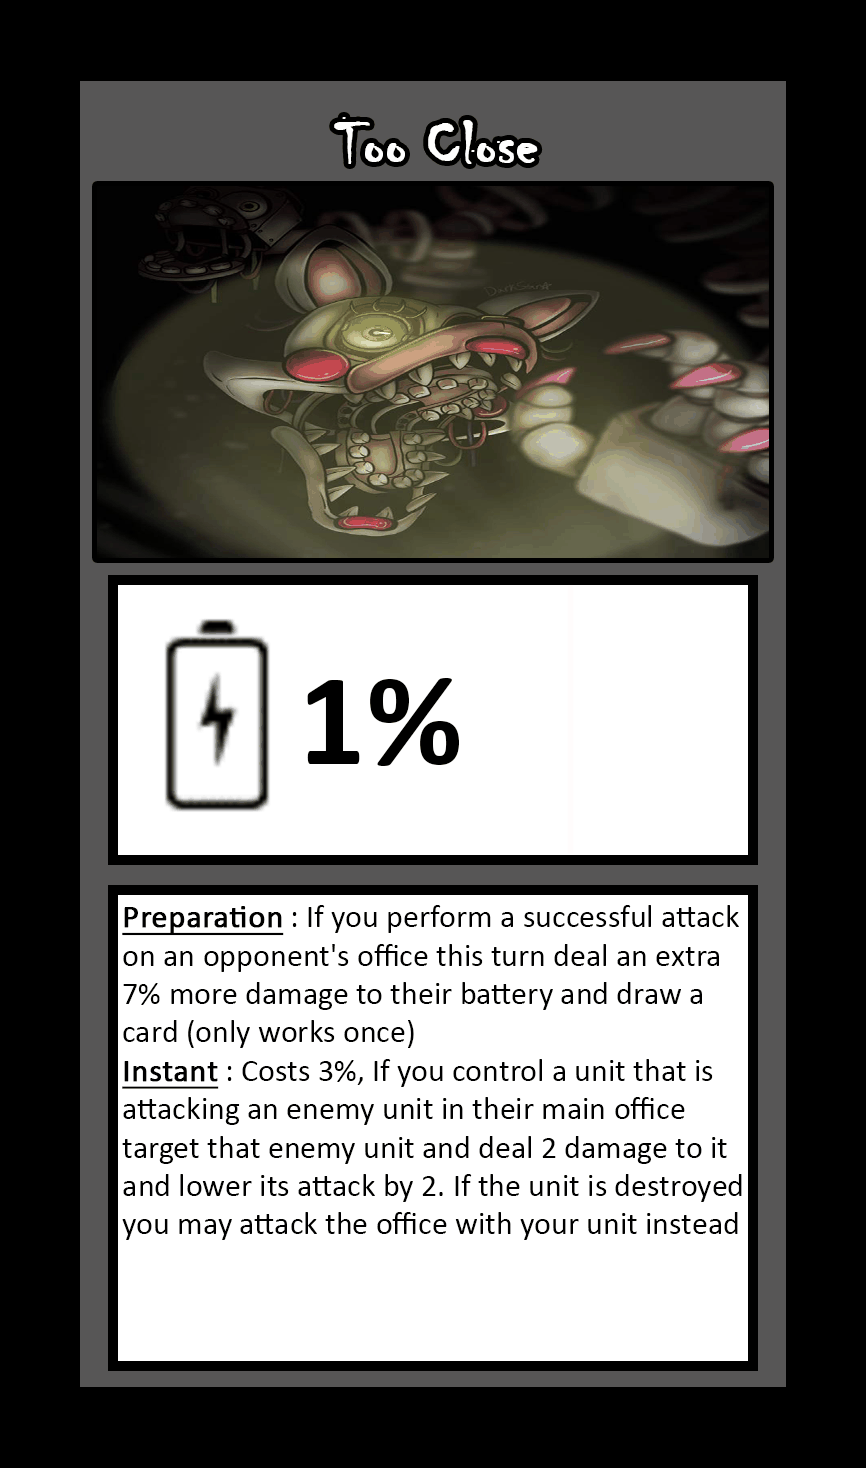 Too Close
1%
Preparation : If you perform a successful attack
on an opponent's office this turn deal an extra
7% more damage to their battery and draw a
card (only works once)
Instant : Costs 3%, If you control a unit that is
attacking an enemy unit in their main office
target that enemy unit and deal 2 damage to it
and lower its attack by 2. If the unit is destroyed
you may attack the office with your unit instead